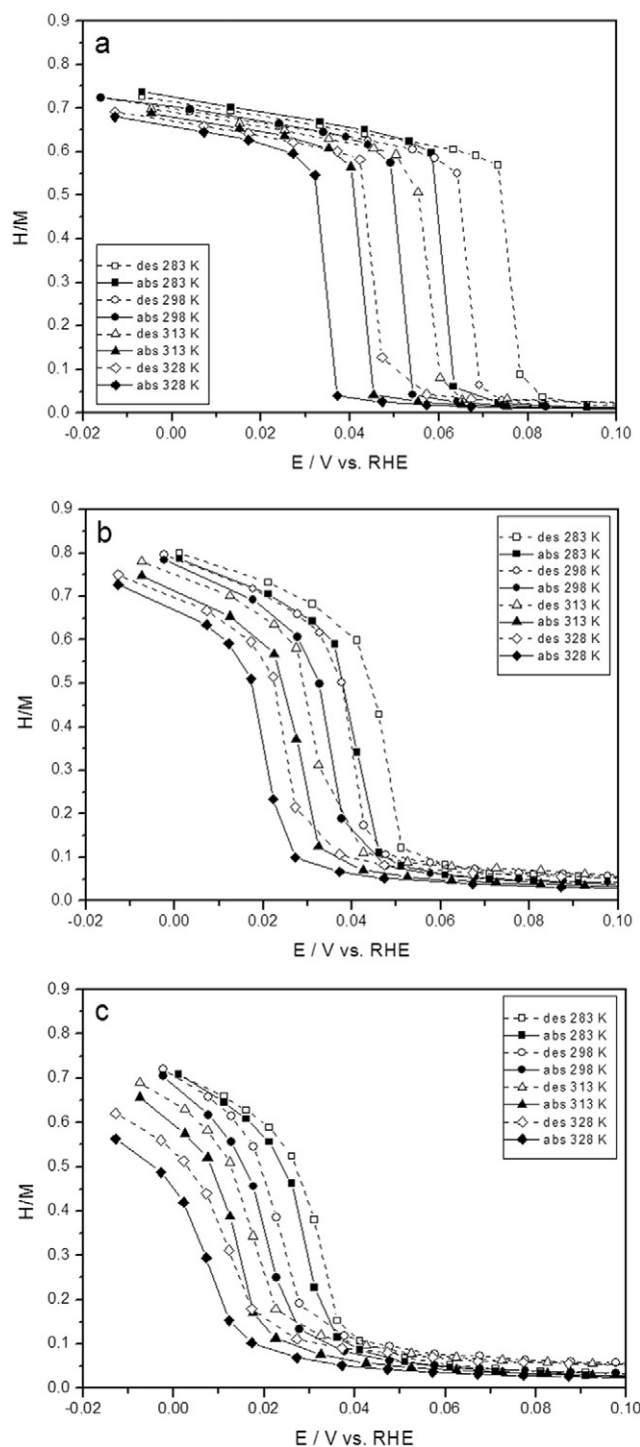 a
0.9
0.8
0.7
0.6
0.5
0.4
0.3
0.2
0.1
0.0
H/M
des 283 K
abs 283 K
des 298 K
abs 298 K
des 313 K
abs 313 K
des 328 K
abs 328 K
-0.02 0.00 0.02 0.04 0.06 0.08 0.10
E / V vs. RHE
b
0.9
0.8
0.7
0.6
0.5
0.4
0.3
0.2
0.1
0.0
H/M
des 283 K
abs 283 K
des 298 K
abs 298 K
des 313 K
abs 313 K
des 328 K
abs 328 K
-0.02 0.00 0.02 0.04 0.06 0.08 0.10
E / V vs. RHE
c
0.9
0.8
0.7
0.6
0.5
0.4
0.3
0.2
0.1
0.0
H/M
des 283 K
abs 283 K
des 298 K
abs 298 K
des 313 K
abs 313 K
des 328 K
abs 328 K
-0.02 0.00 0.02 0.04 0.06 0.08 0.10
E / V vs. RHE